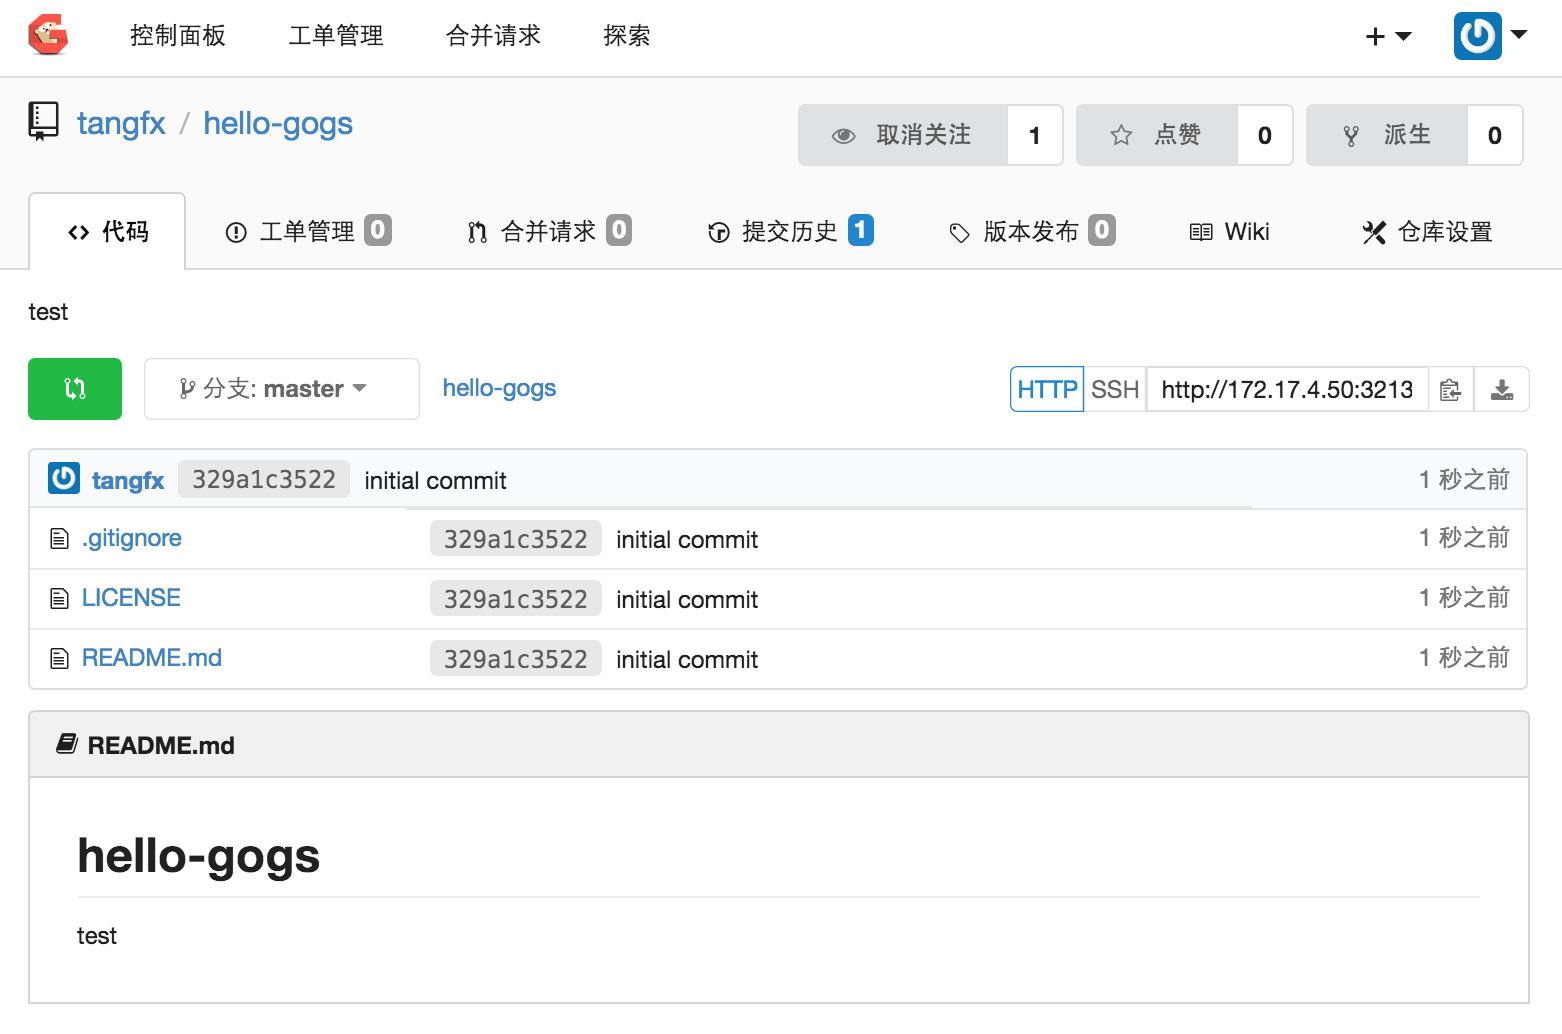 控制面板 工单管理 合并请求 探索
tangfx / hello-gogs 取消关注 1 点赞 0 派生 0
代码 工单管理 0 合并请求 0 提交历史 1 版本发布 0 Wiki 仓库设置
test
分支: master hello-gogs HTTP SSH http://172.17.4.50:3213
tangfx 329a1c3522 initial commit 1 秒之前
.gitignore 329a1c3522 initial commit 1 秒之前
LICENSE 329a1c3522 initial commit 1 秒之前
README.md 329a1c3522 initial commit 1 秒之前
README.md
hello-gogs
test